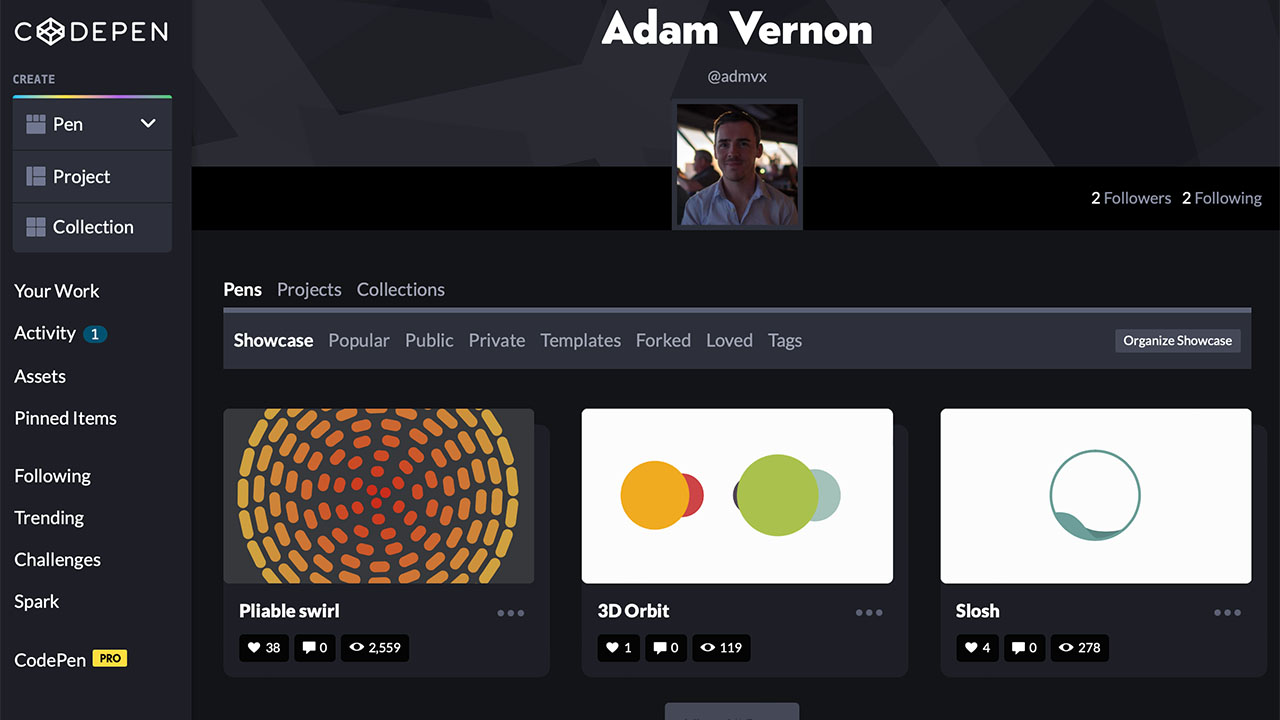 CODEPEN
CREATE
Pen
Project
Collection
Your Work
Activity 1
Assets
Pinned Items
Following
Trending
Challenges
Spark
CodePen PRO
Adam Vernon
@admvx
2 Followers 2 Following
Pens Projects Collections
Showcase Popular Public Private Templates Forked Loved Tags Organize Showcase
Pliable swirl
38 0 2,559
3D Orbit
1 0 119
Slosh
4 0 278